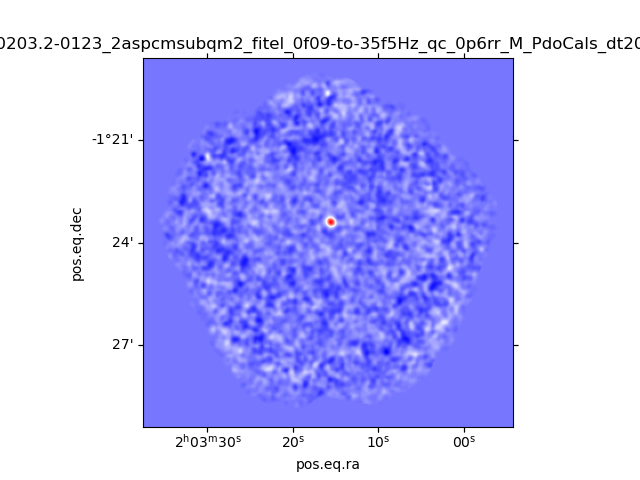 0203.2-0123_2aspcmsubqm2_fitel_0f09-to-35f5Hz_qc_0p6rr_M_PdoCals_dt20
-1°21'
24'
27'
pos.eq.dec
2ʰ03ᵐ30ˢ 20ˢ 10ˢ 00ˢ
pos.eq.ra